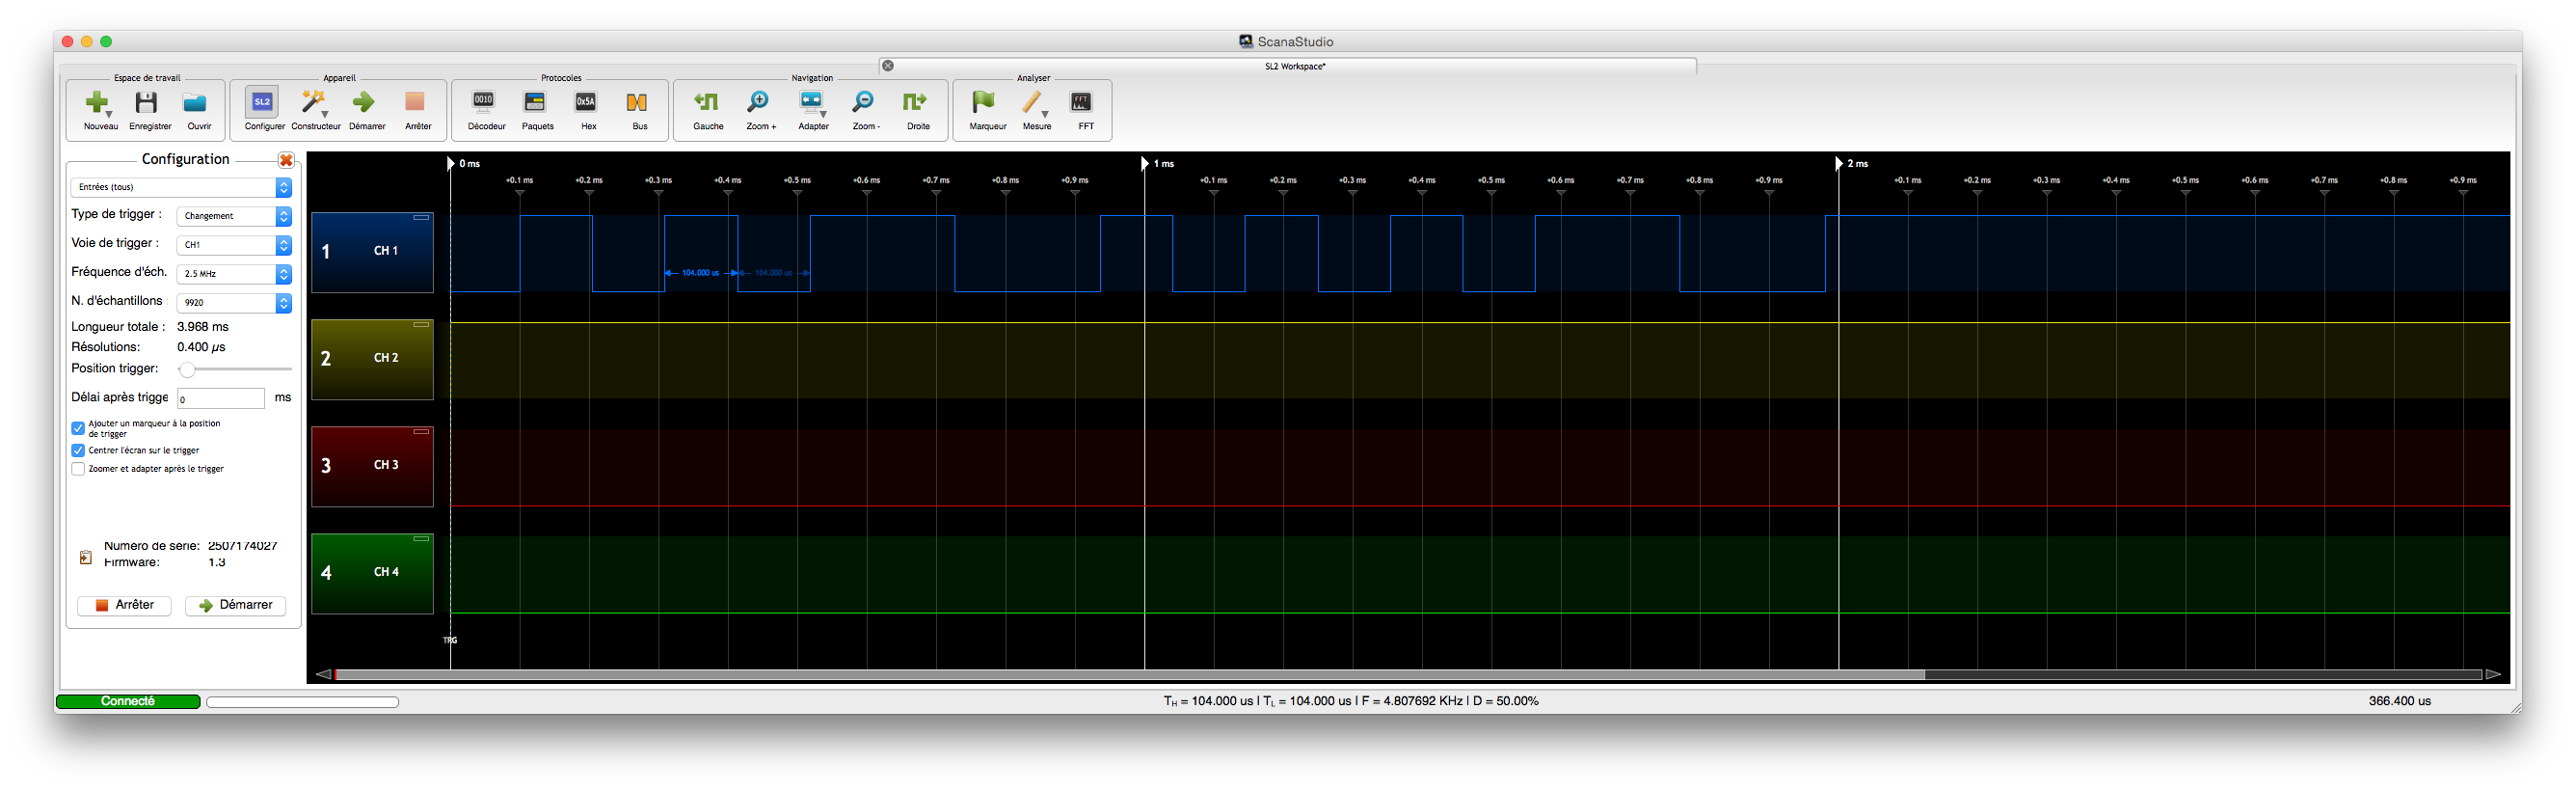 ScanaStudio
SL2 Workspace*
Espace de travail
Appareil
Protocoles
Navigation
Analyser
SL2
0010
0x5A
FFT
Nouveau
Enregistrer
Ouvrir
Configurer
Constructeur
Démarrer
Arrêter
Décodeur
Paquets
Hex
Bus
Gauche
Zoom +
Adapter
Zoom -
Droite
Marqueur
Mesure
FFT
Configuration
Entrées (tous)
Type de trigger : Changement
Voie de trigger : CH1
Fréquence d'éch. 2.5 MHz
N. d'échantillons 9920
Longueur totale : 3.968 ms
Résolutions: 0.400 µs
Position trigger:
Délai après trigge 0 ms
Ajouter un marqueur à la position
de trigger
Centrer l'écran sur le trigger
Zoomer et adapter après le trigger
Numero de serie: 2507174027
Firmware: 1.3
Arrêter
Démarrer
0 ms
1 ms
2 ms
+0.1 ms +0.2 ms +0.3 ms +0.4 ms +0.5 ms +0.6 ms +0.7 ms +0.8 ms +0.9 ms
+0.1 ms +0.2 ms +0.3 ms +0.4 ms +0.5 ms +0.6 ms +0.7 ms +0.8 ms +0.9 ms
+0.1 ms +0.2 ms +0.3 ms +0.4 ms +0.5 ms +0.6 ms +0.7 ms +0.8 ms +0.9 ms
1 CH 1
104.000 us
104.000 us
2 CH 2
3 CH 3
4 CH 4
TRG
Connecté
TH = 104.000 us | TL = 104.000 us | F = 4.807692 KHz | D = 50.00%
366.400 us